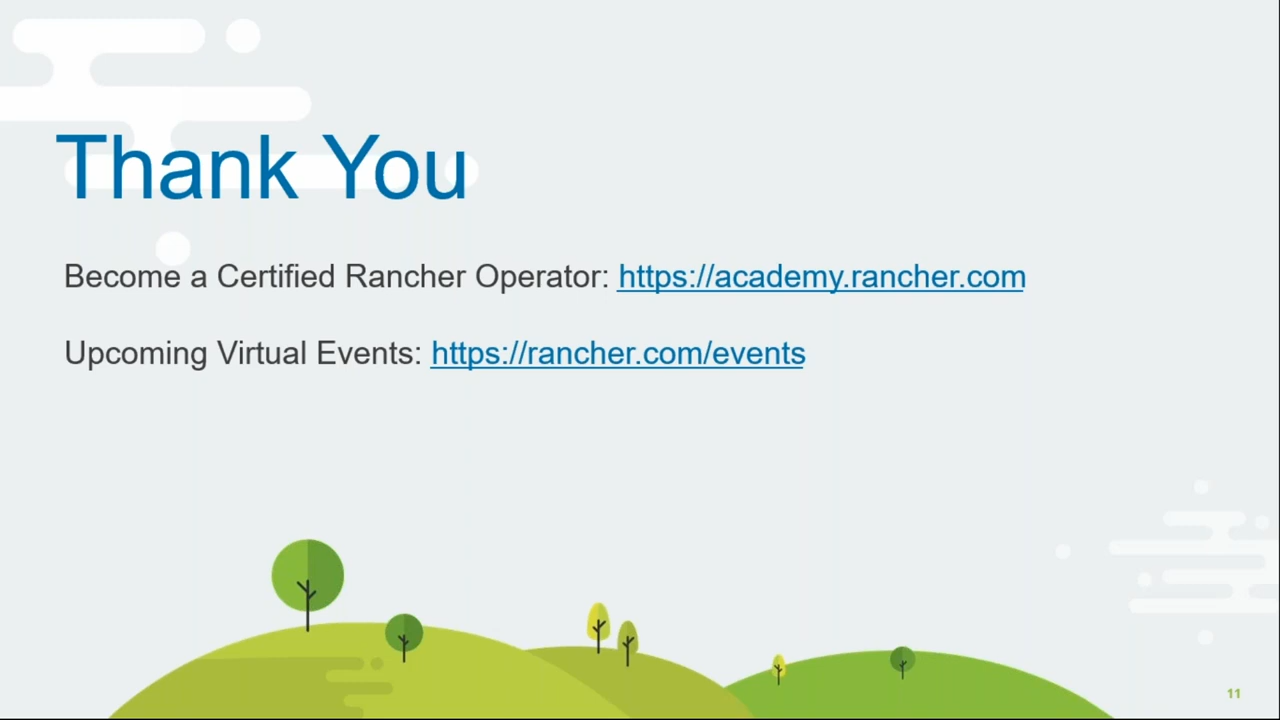 Thank You
Become a Certified Rancher Operator: https://academy.rancher.com
Upcoming Virtual Events: https://rancher.com/events
11